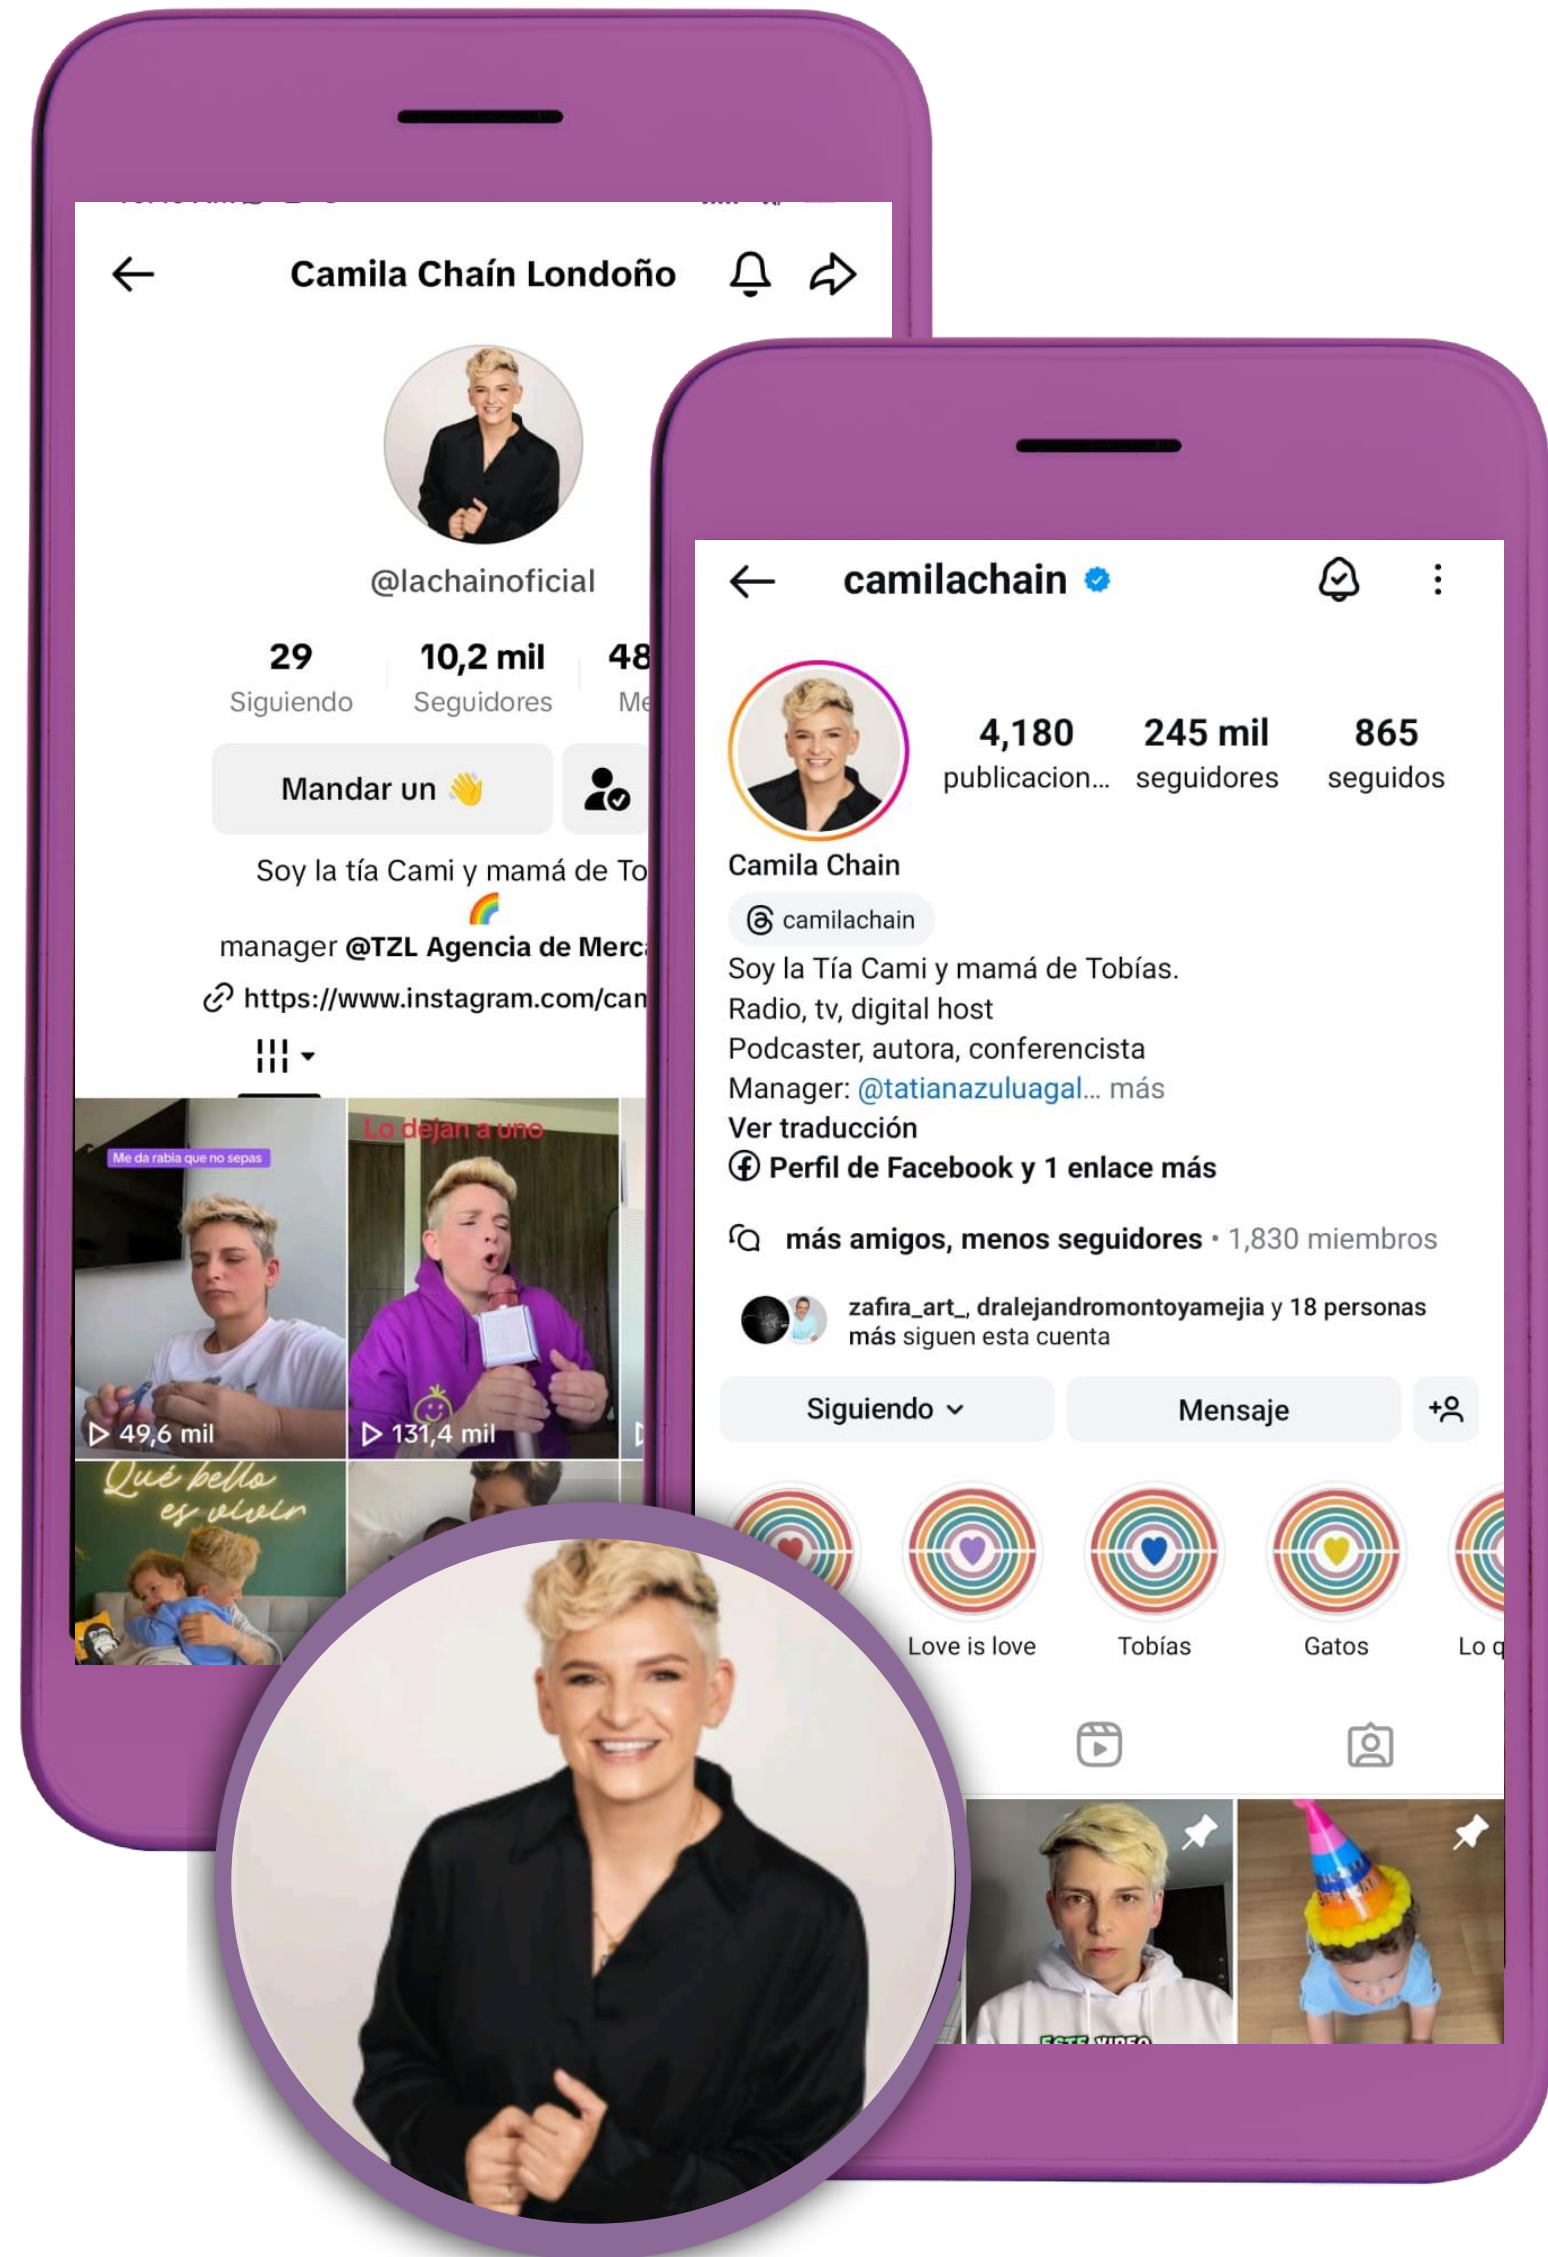 Camila Chaín Londoño
@lachainoficial
29
10,2 mil
48
Siguiendo
Seguidores
Mandar un 👋
Soy la tía Cami y mamá de
🌈
manager @TZL Agencia de
https://www.instagram.com/
Me da rabia que no sepas
Lo dejan a uno
49,6 mil
131,4 mil
Qué bello
es vivir
camilachain
4,180
245 mil
865
publicacion...
seguidores
seguidos
Camila Chain
camilachain
Soy la Tía Cami y mamá de Tobías.
Radio, tv, digital host
Podcaster, autora, conferencista
Manager: @tatianazuluagal... más
Ver traducción
Perfil de Facebook y 1 enlace más
más amigos, menos seguidores • 1,830 miembros
zafira_art_, dralejandromontoyamejia y 18 personas
más siguen esta cuenta
Siguiendo
Mensaje
Love is love
Tobías
Gatos
Lo
ESTE VIDEO